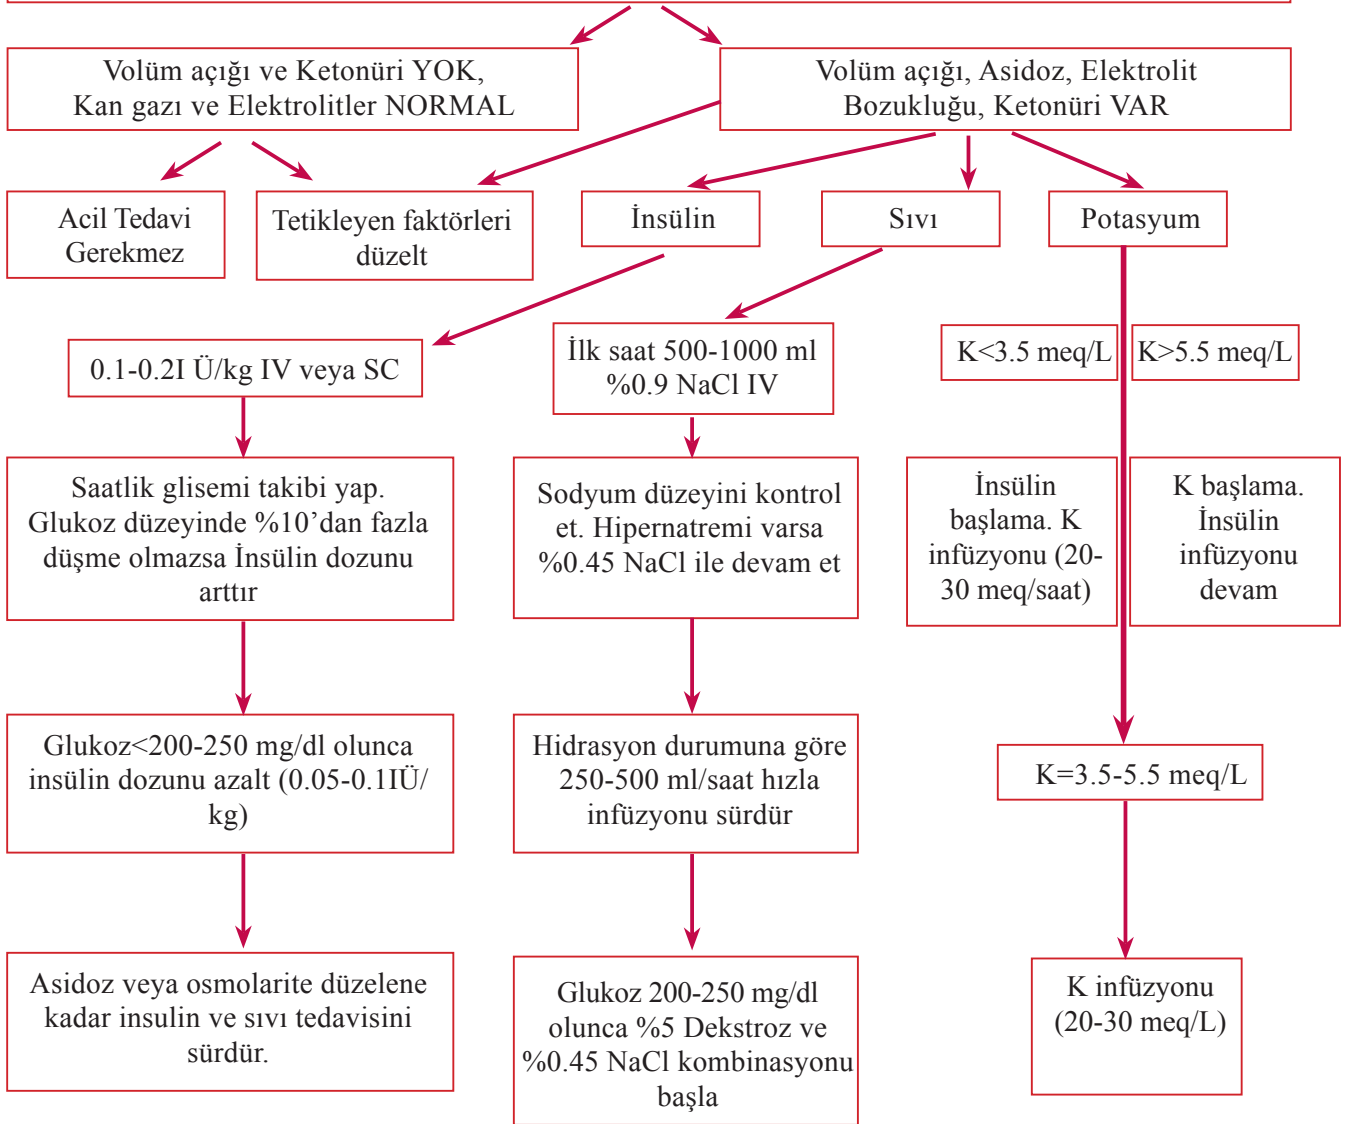 Volüm açığı ve Ketonüri YOK,
Kan gazı ve Elektrolitler NORMAL
Volüm açığı, Asidoz, Elektrolit
Bozukluğu, Ketonüri VAR
Acil Tedavi
Gerekmez
Tetikleyen faktörleri
düzelt
İnsülin
Sıvı
Potasyum
0.1-0.2I Ü/kg IV veya SC
İlk saat 500-1000 ml
%0.9 NaCl IV
K<3.5 meq/L
K>5.5 meq/L
Saatlik glisemi takibi yap.
Glukoz düzeyinde %10’dan fazla
düşme olmazsa İnsülin dozunu
arttır
Sodyum düzeyini kontrol
et. Hipernatremi varsa
%0.45 NaCl ile devam et
İnsülin
başlama. K
infüzyonu (20-
30 meq/saat)
K başlama.
İnsülin
infüzyonu
devam
Glukoz<200-250 mg/dl olunca
insülin dozunu azalt (0.05-0.1IÜ/
kg)
Hidrasyon durumuna göre
250-500 ml/saat hızla
infüzyonu sürdür
K=3.5-5.5 meq/L
Asidoz veya osmolarite düzelene
kadar insulin ve sıvı tedavisini
sürdür.
Glukoz 200-250 mg/dl
olunca %5 Dekstroz ve
%0.45 NaCl kombinasyonu
başla
K infüzyonu
(20-30 meq/L)